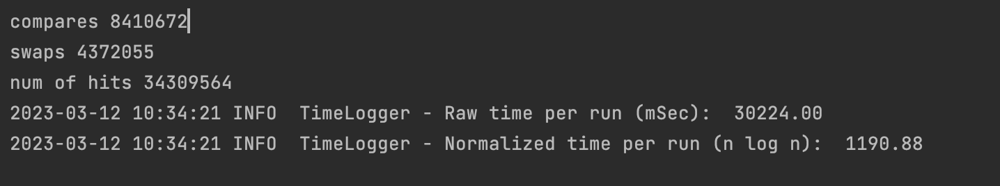 compares 8410672
swaps 4372055
num of hits 34309564
2023-03-12 10:34:21 INFO  TimeLogger - Raw time per run (mSec):  30224.00
2023-03-12 10:34:21 INFO  TimeLogger - Normalized time per run (n log n):  1190.88